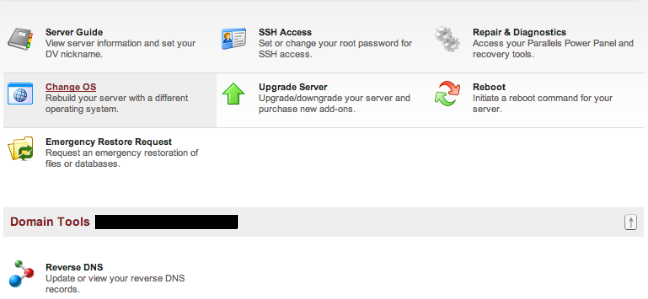 Server Guide
View server information and set your
DV nickname.
SSH Access
Set or change your root password for
SSH access.
Repair & Diagnostics
Access your Parallels Power Panel and
recovery tools.
Change OS
Rebuild your server with a different
operating system.
Upgrade Server
Upgrade/downgrade your server and
purchase new add-ons.
Reboot
Initiate a reboot command for your
server.
Emergency Restore Request
Request an emergency restoration of
files or databases.
Domain Tools
Reverse DNS
Update or view your reverse DNS
records.